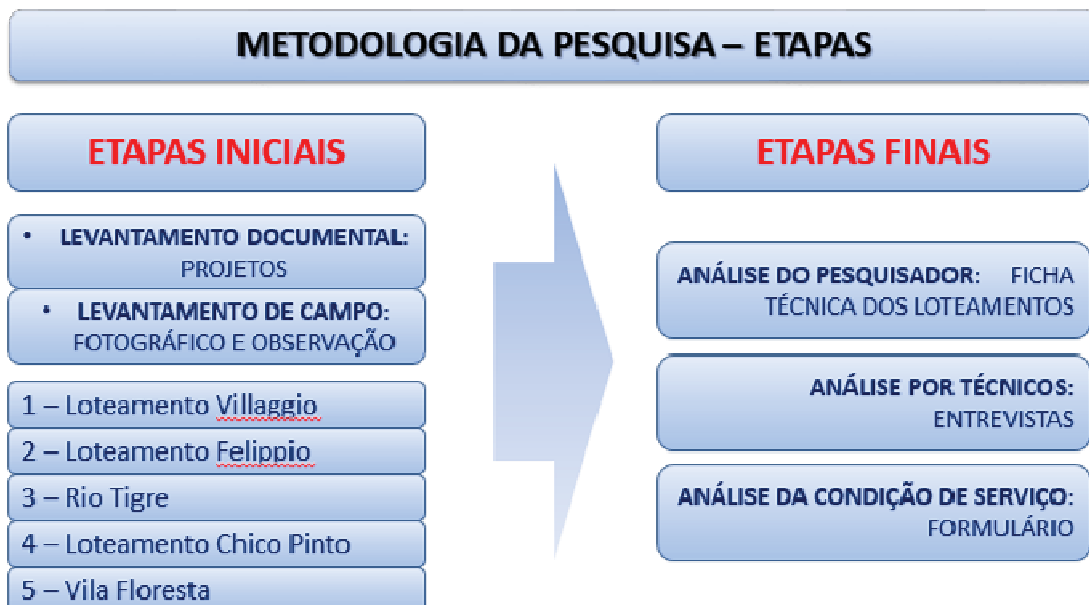 METODOLOGIA DA PESQUISA – ETAPAS
ETAPAS INICIAIS
• LEVANTAMENTO DOCUMENTAL:
PROJETOS
• LEVANTAMENTO DE CAMPO:
FOTOGRÁFICO E OBSERVAÇÃO
1 – Loteamento Villaggio
2 – Loteamento Felippio
3 – Rio Tigre
4 – Loteamento Chico Pinto
5 – Vila Floresta
ETAPAS FINAIS
ANÁLISE DO PESQUISADOR: FICHA
TÉCNICA DOS LOTEAMENTOS
ANÁLISE POR TÉCNICOS:
ENTREVISTAS
ANÁLISE DA CONDIÇÃO DE SERVIÇO:
FORMULÁRIO